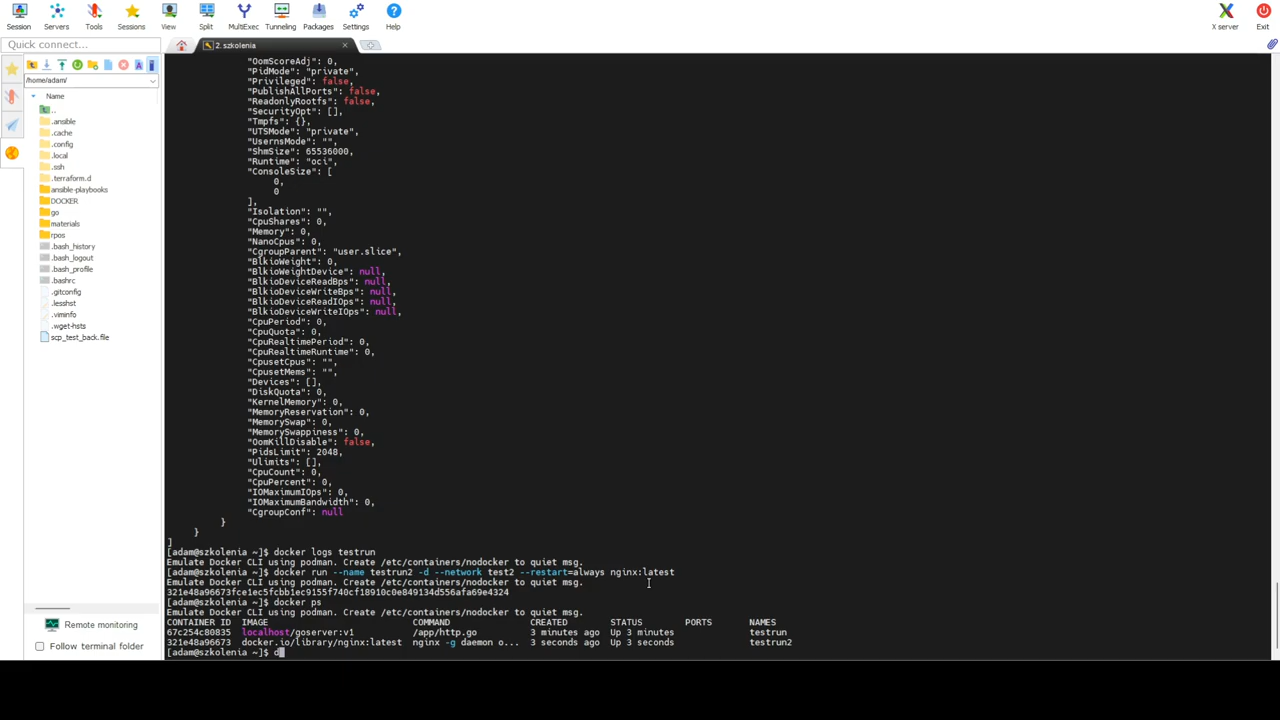 Session Servers Tools Sessions View Split MultiExec Tunneling Packages Settings Help X server Exit
Quick connect... 2. szkolenia
/home/adam/
Name
..
.ansible
.cache
.config
.local
.ssh
.terraform.d
ansible-playbooks
DOCKER
go
materials
rpos
.bash_history
.bash_logout
.bash_profile
.bashrc
.gitconfig
.lesshst
.viminfo
.wget-hsts
scp_test_back.file
Remote monitoring
Follow terminal folder
"OomScoreAdj": 0,
"PidMode": "private",
"Privileged": false,
"PublishAllPorts": false,
"ReadonlyRootfs": false,
"SecurityOpt": [],
"Tmpfs": {},
"UTSMode": "private",
"UsernsMode": "",
"ShmSize": 65536000,
"Runtime": "oci",
"ConsoleSize": [
0,
0
],
"Isolation": "",
"CpuShares": 0,
"Memory": 0,
"NanoCpus": 0,
"CgroupParent": "user.slice",
"BlkioWeight": 0,
"BlkioWeightDevice": null,
"BlkioDeviceReadBps": null,
"BlkioDeviceWriteBps": null,
"BlkioDeviceReadIOps": null,
"BlkioDeviceWriteIOps": null,
"CpuPeriod": 0,
"CpuQuota": 0,
"CpuRealtimePeriod": 0,
"CpuRealtimeRuntime": 0,
"CpusetCpus": "",
"CpusetMems": "",
"Devices": [],
"DiskQuota": 0,
"KernelMemory": 0,
"MemoryReservation": 0,
"MemorySwap": 0,
"MemorySwappiness": 0,
"OomKillDisable": false,
"PidsLimit": 2048,
"Ulimits": [],
"CpuCount": 0,
"CpuPercent": 0,
"IOMaximumIOps": 0,
"IOMaximumBandwidth": 0,
"CgroupConf": null
}
}
]
[adam@szkolenia ~]$ docker logs testrun
Emulate Docker CLI using podman. Create /etc/containers/nodocker to quiet msg.
[adam@szkolenia ~]$ docker run --name testrun2 -d --network test2 --restart=always nginx:latest
Emulate Docker CLI using podman. Create /etc/containers/nodocker to quiet msg.
321e48a96673fce1ec5fcbb1ec9155f740cf18910c0e849134d556afa69e4324
[adam@szkolenia ~]$ docker ps
Emulate Docker CLI using podman. Create /etc/containers/nodocker to quiet msg.
CONTAINER ID IMAGE COMMAND CREATED STATUS PORTS NAMES
67c254c80835 localhost/goserver:v1 /app/http.go 3 minutes ago Up 3 minutes testrun
321e48a96673 docker.io/library/nginx:latest nginx -g daemon o... 3 seconds ago Up 3 seconds testrun2
[adam@szkolenia ~]$ d